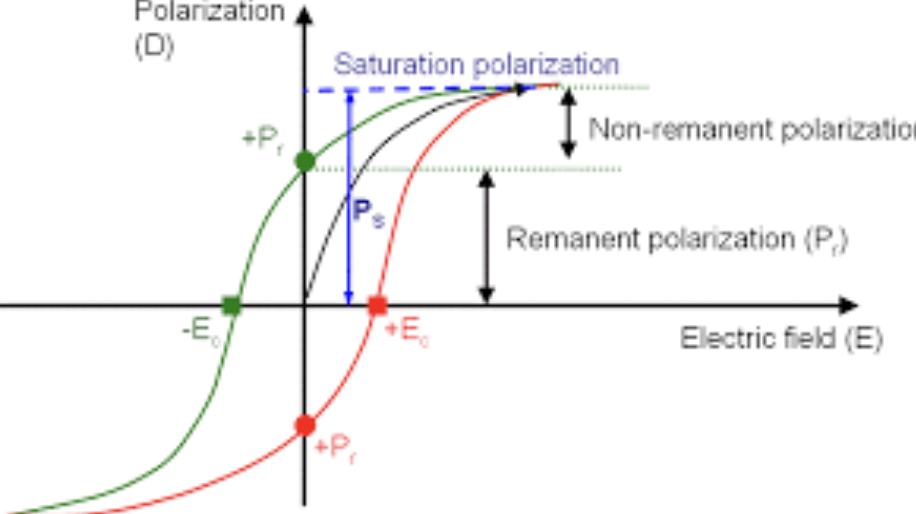 Polarization
(D)
Saturation polarization
+Pr
Non-remanent polarization
Ps
Remanent polarization (Pr)
-Ec
+Ec
Electric field (E)
+Pr